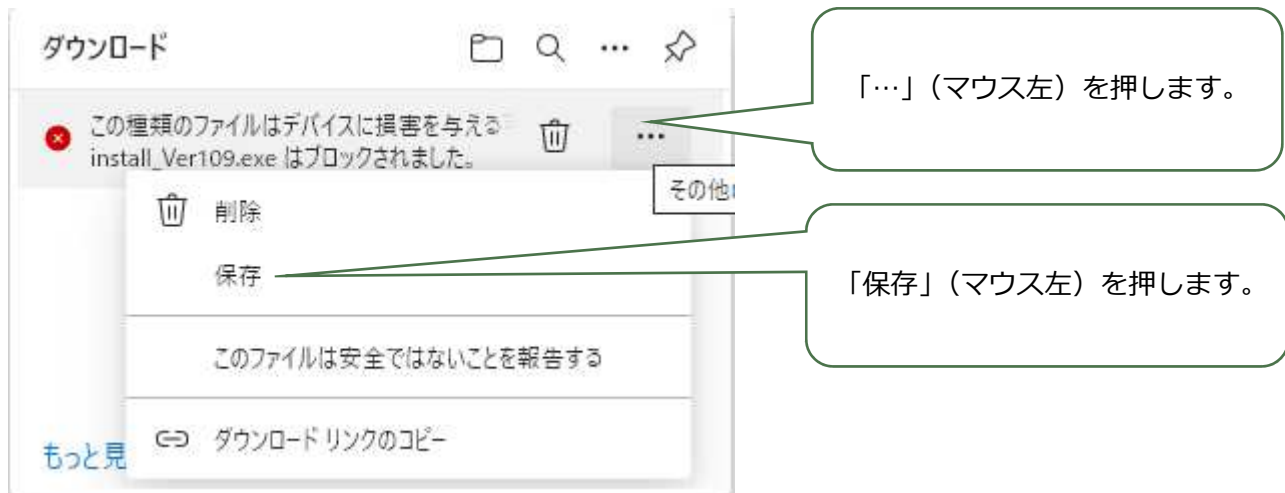 ダウンロード
「…」（マウス左）を押します。
この種類のファイルはデバイスに損害を与える
install_Ver109.exe はブロックされました。
その他
削除
保存
「保存」（マウス左）を押します。
このファイルは安全ではないことを報告する
ダウンロード リンクのコピー
もっと見